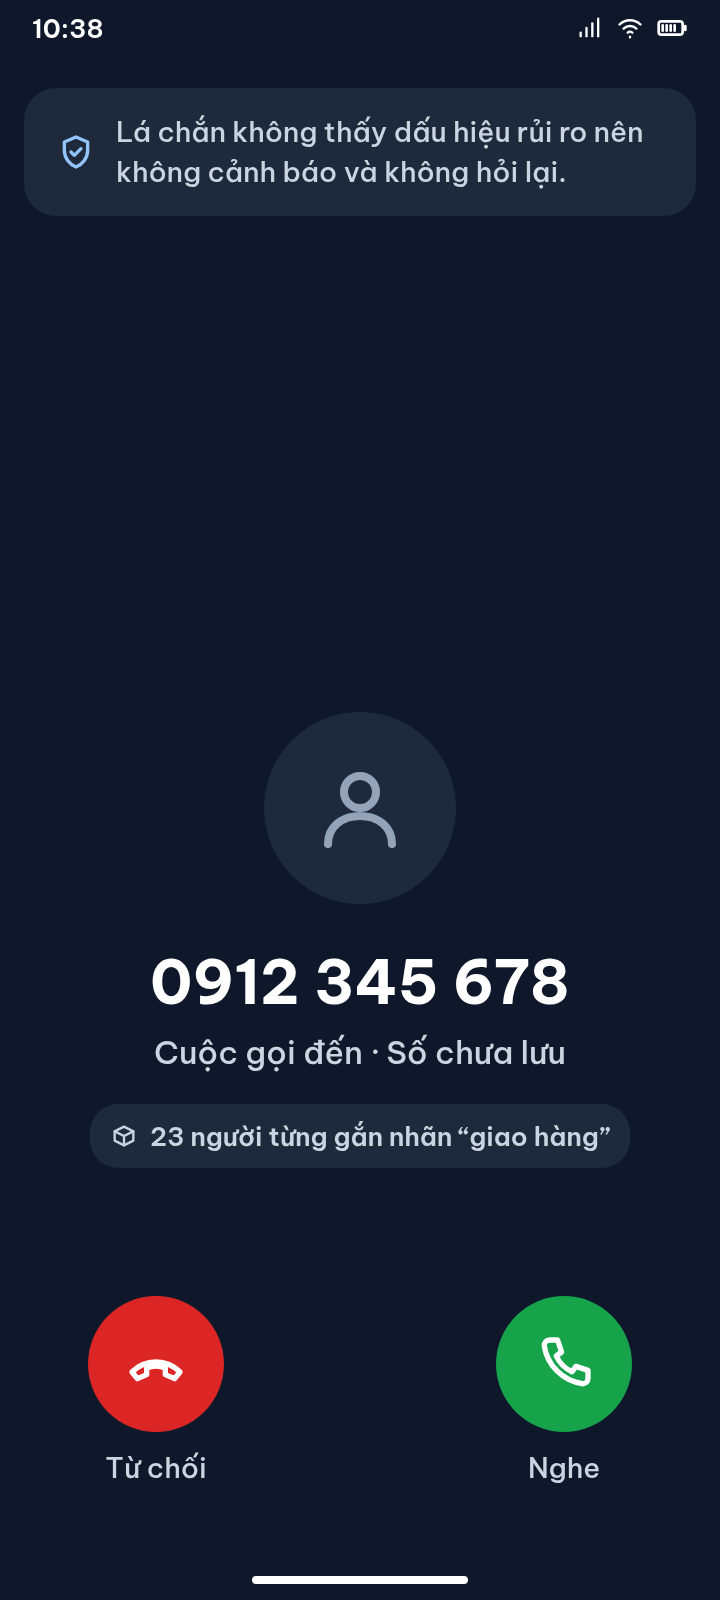 10:38
Lá chắn không thấy dấu hiệu rủi ro nên
không cảnh báo và không hỏi lại.
0912 345 678
Cuộc gọi đến · Số chưa lưu
23 người từng gắn nhãn “giao hàng”
Từ chối
Nghe